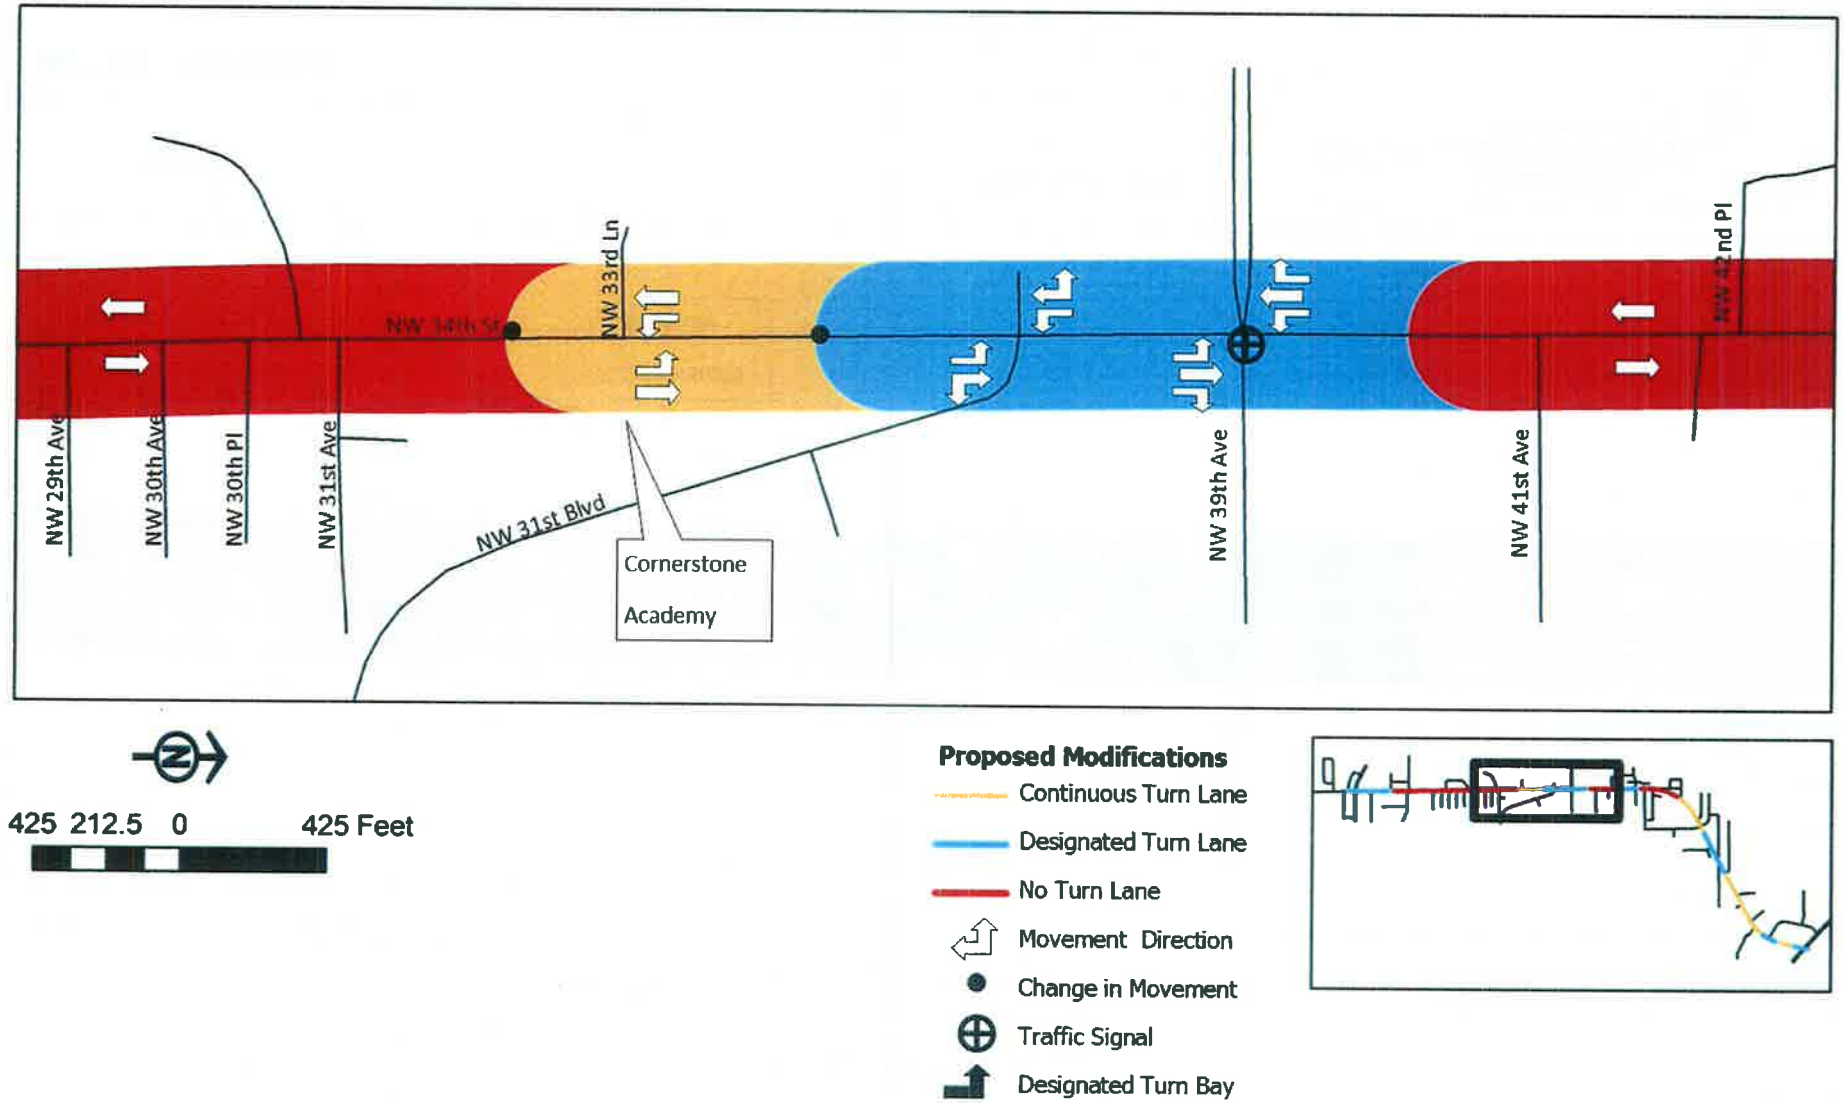 NW 33rd Ln
NW 42nd Pl
NW 34th St
NW 29th Ave
NW 30th Ave
NW 30th Pl
NW 31st Ave
NW 31st Blvd
NW 39th Ave
NW 41st Ave
Cornerstone
Academy
N
425 212.5 0 425 Feet
Proposed Modifications
Continuous Turn Lane
Designated Turn Lane
No Turn Lane
Movement Direction
Change in Movement
Traffic Signal
Designated Turn Bay